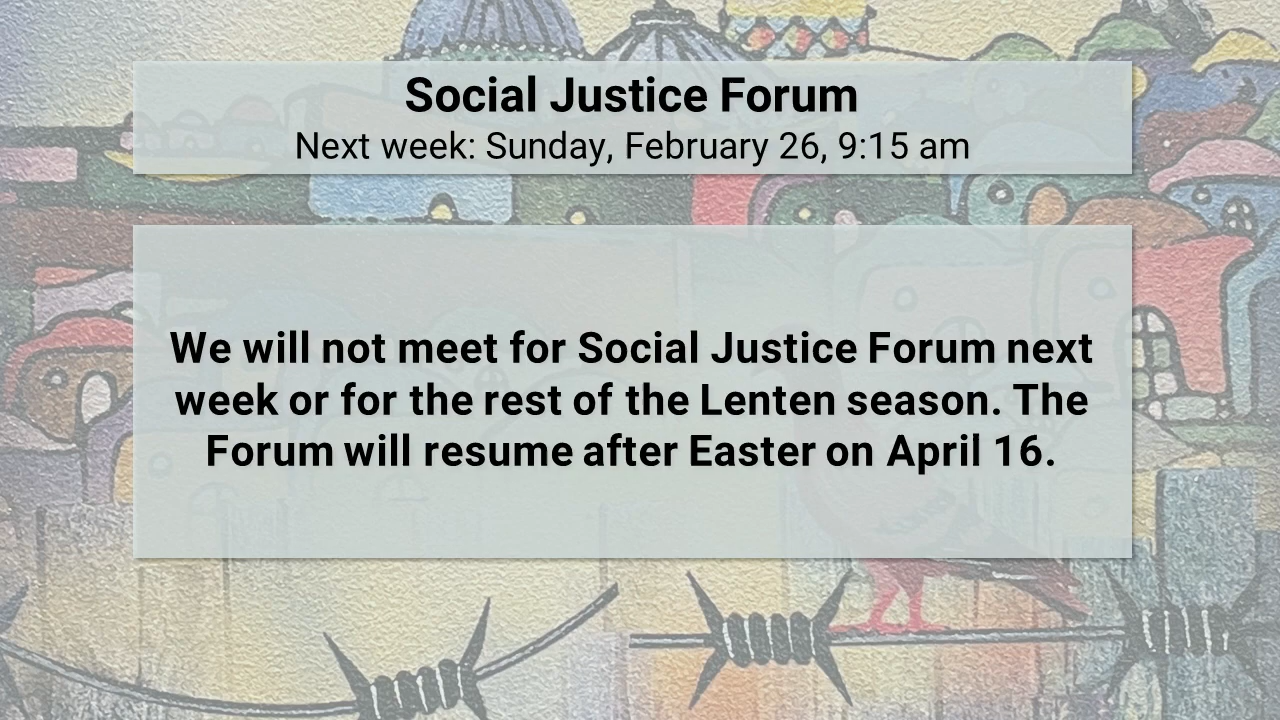 Social Justice Forum
Next week: Sunday, February 26, 9:15 am
We will not meet for Social Justice Forum next
week or for the rest of the Lenten season. The
Forum will resume after Easter on April 16.